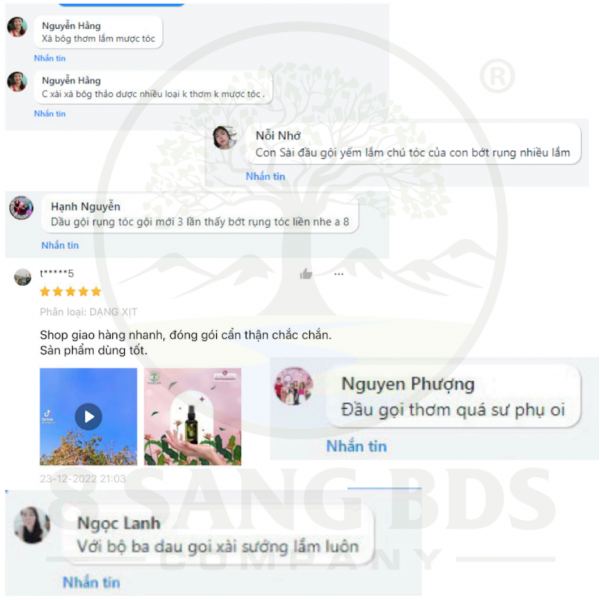 Nguyễn Hằng
Xà bôg thơm lắm mượt tóc
Nhắn tin
Nguyễn Hằng
C xài xà bôg thảo dược nhiều loại k thơm k mượt tóc .
Nhắn tin
®
Nỗi Nhớ
Con Sài đầu gội yếm lắm chú tóc của con bớt rụng nhiều lắm
Nhắn tin
Hạnh Nguyễn
Dầu gội rụng tóc gội mới 3 lần thấy bớt rụng tóc liền nhe a 8
Nhắn tin
t*****5
Phân loại: DẠNG XỊT
Shop giao hàng nhanh, đóng gói cẩn thận chắc chắn.
Sản phẩm dùng tốt.
23-12-2022 21:03
Nguyen Phượng
Đầu gọi thơm quá sư phụ oi
Nhắn tin
8 SANG BDS
COMPANY
Ngọc Lanh
Với bộ ba dau goi xài sướng lắm luôn
Nhắn tin